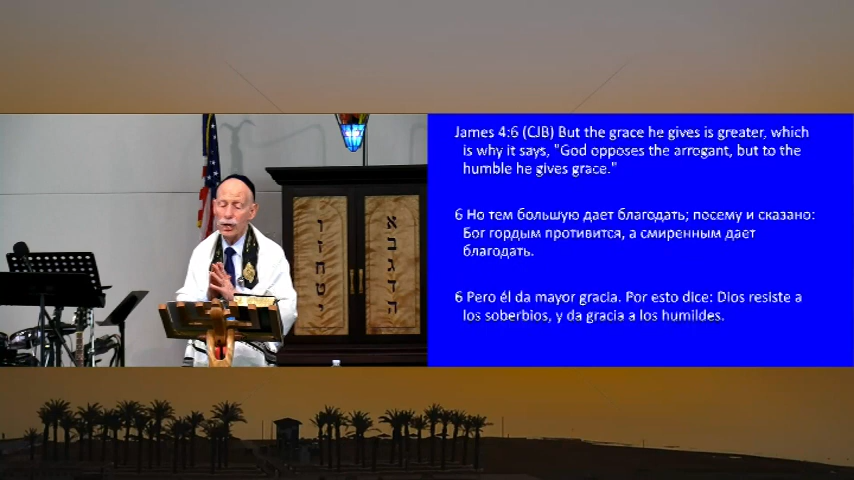 James 4:6 (CJB) But the grace he gives is greater, which
is why it says, "God opposes the arrogant, but to the
humble he gives grace."
6 Но тем большую дает благодать; посему и сказано:
Бог гордым противится, а смиренным дает
благодать.
6 Pero él da mayor gracia. Por esto dice: Dios resiste a
los soberbios, y da gracia a los humildes.
א
ב
ג
ד
ה
ו
ז
ח
ט
י